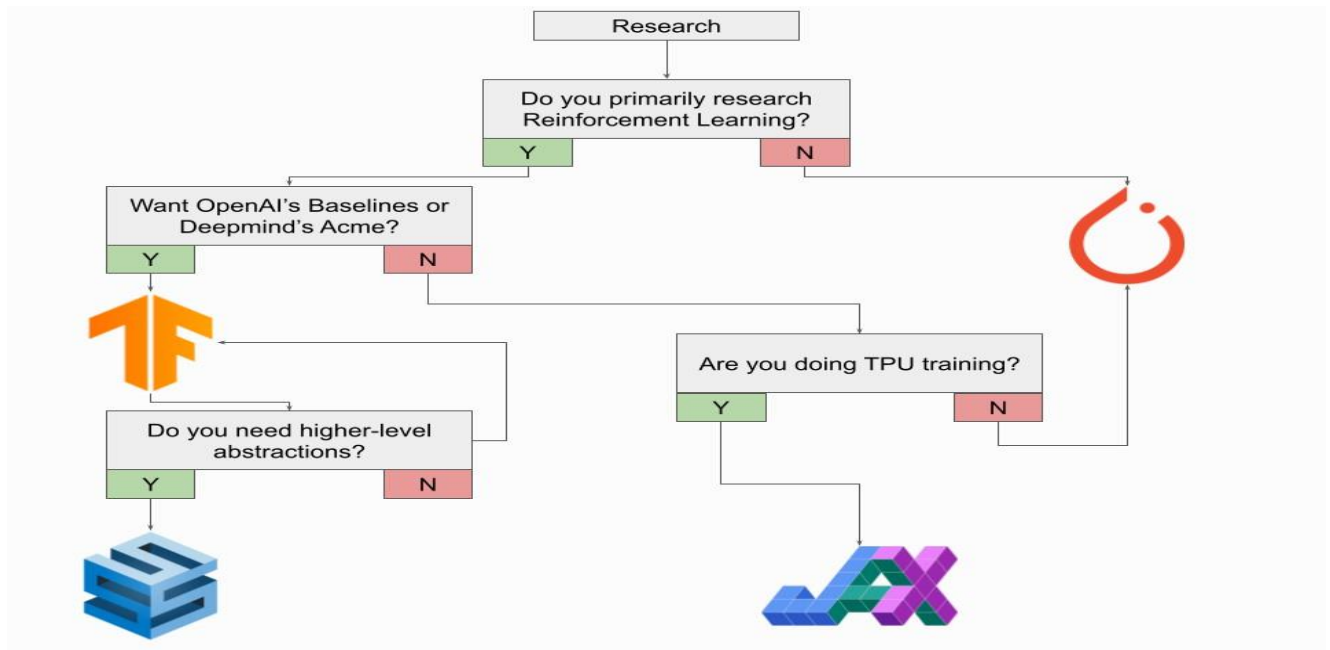 Research
Do you primarily research
Reinforcement Learning?
Y
N
Want OpenAI's Baselines or
Deepmind's Acme?
Y
N
Are you doing TPU training?
Y
N
Do you need higher-level
abstractions?
Y
N
JAX